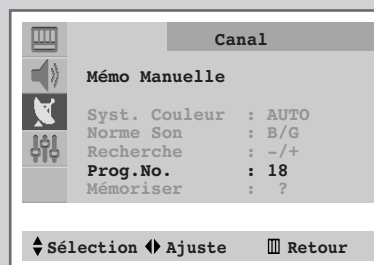 Canal
Mémo Manuelle
Syst. Couleur : AUTO
Norme Son : B/G
Recherche : -/+
Prog.No. : 18
Mémoriser : ?
Sélection Ajuste Retour